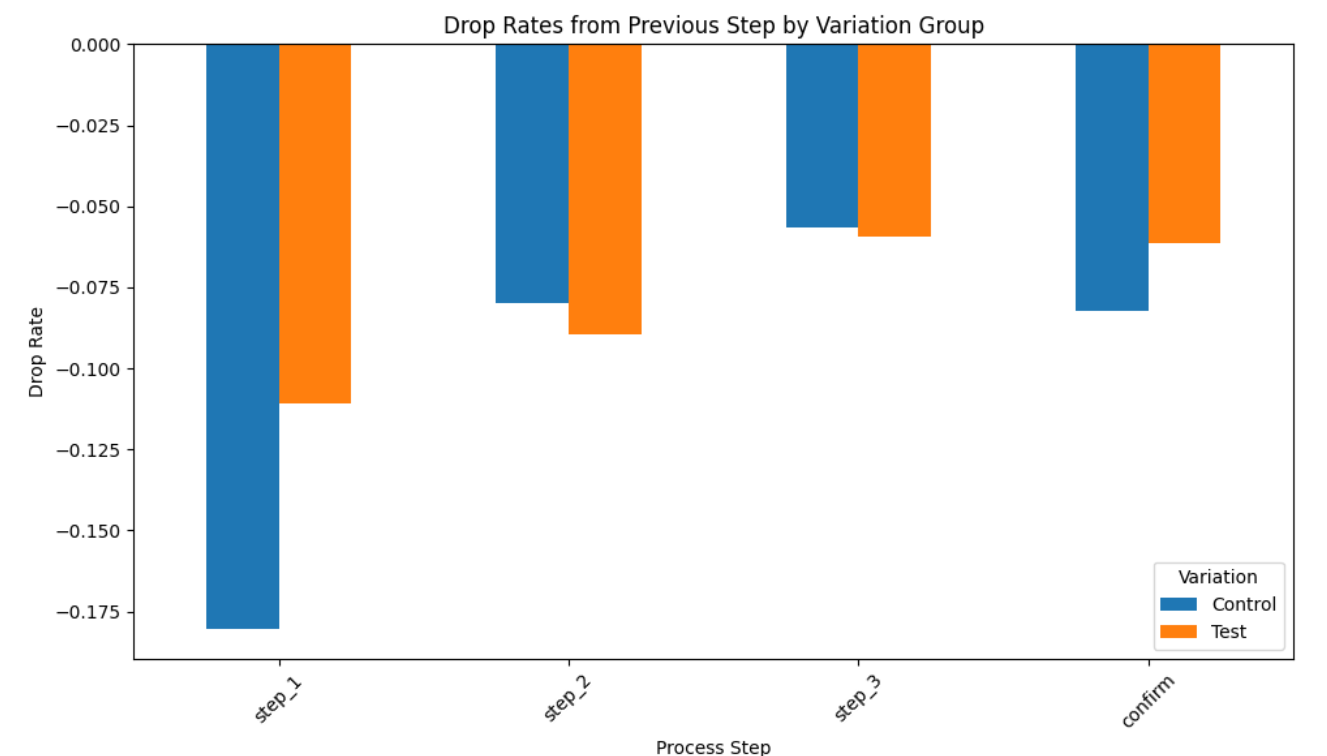 Drop Rates from Previous Step by Variation Group
0.000
−0.025
−0.050
−0.075
−0.100
−0.125
−0.150
−0.175
Drop Rate
Variation
Control
Test
step_1
step_2
step_3
confirm
Process Step